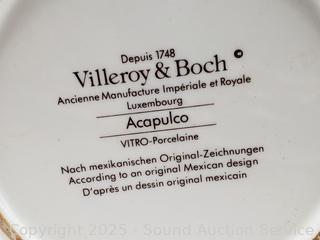 Depuis 1748
Villeroy & Boch ©
Ancienne Manufacture Impériale et Royale
Luxembourg
Acapulco
VITRO-Porcelaine
Nach mexikanischen Original-Zeichnungen
According to an original Mexican design
D'après un dessin original mexicain
Copyright 2025 - Sound Auction Service